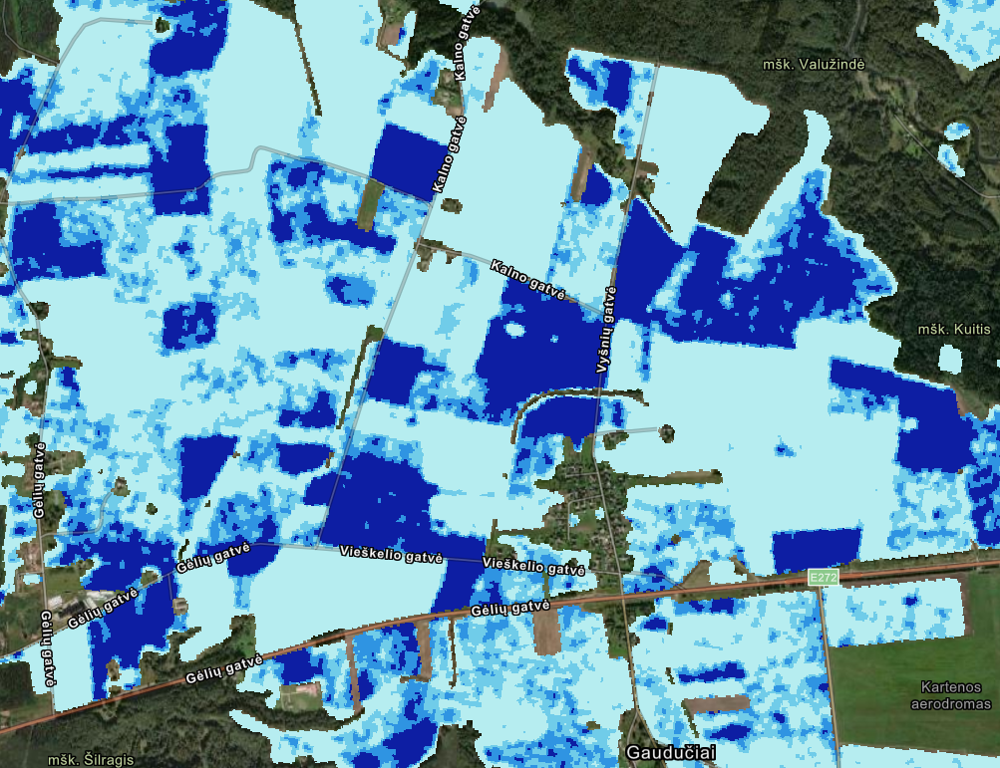 Kalno gatvė
mšk. Valužindė
Kalno gatvė
Kalno gatvė
Vyšnių gatvė
mšk. Kuitis
Gėlių gatvė
Gėlių gatvė
Vieškelio gatvė
Vieškelio gatvė
E272
Gėlių gatvė
Gėlių gatvė
Gėlių gatvė
Gėlių gatvė
Kartenos
aerodromas
mšk. Šilragis
Gaudučiai